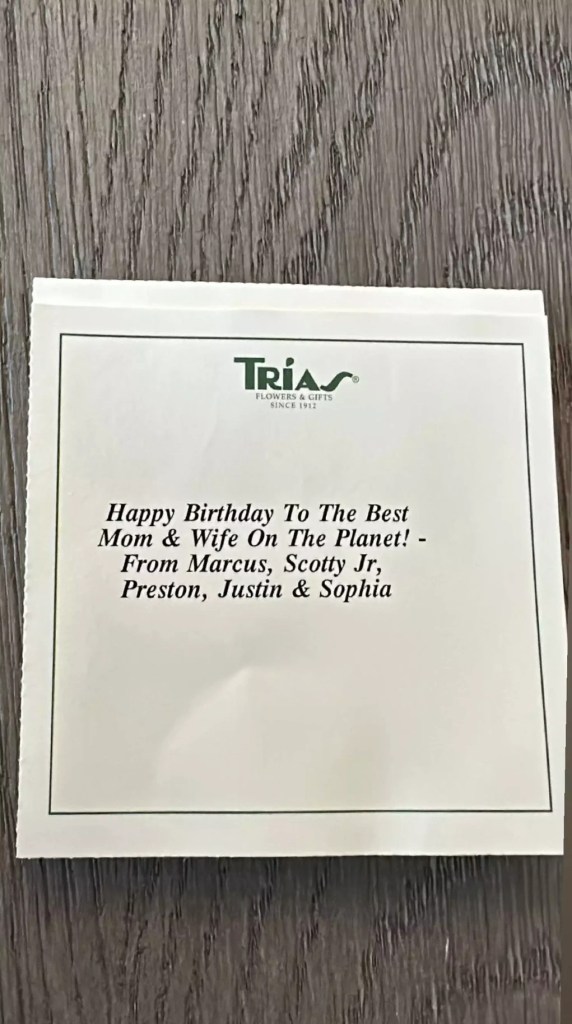 TRÍAS®
FLOWERS & GIFTS
SINCE 1912
Happy Birthday To The Best
Mom & Wife On The Planet! -
From Marcus, Scotty Jr,
Preston, Justin & Sophia